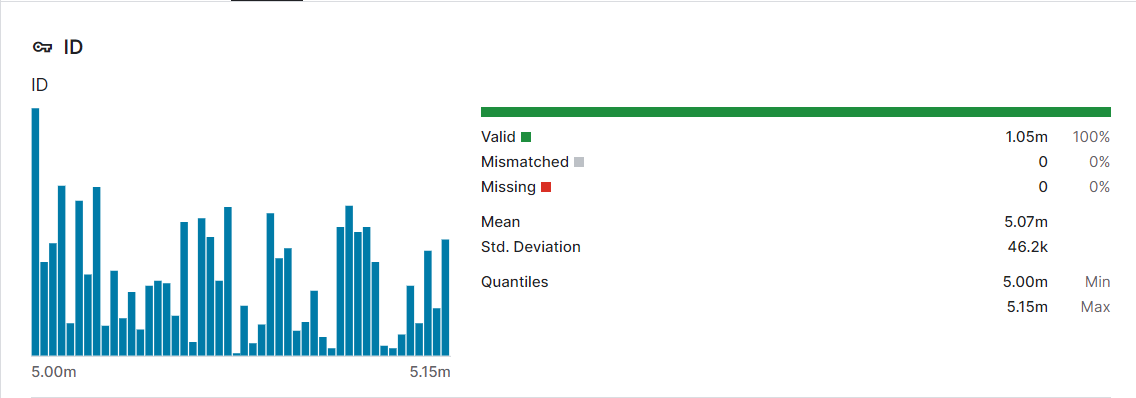 ID
ID
5.00m 5.15m
Valid 1.05m 100%
Mismatched 0 0%
Missing 0 0%
Mean 5.07m
Std. Deviation 46.2k
Quantiles 5.00m Min
5.15m Max